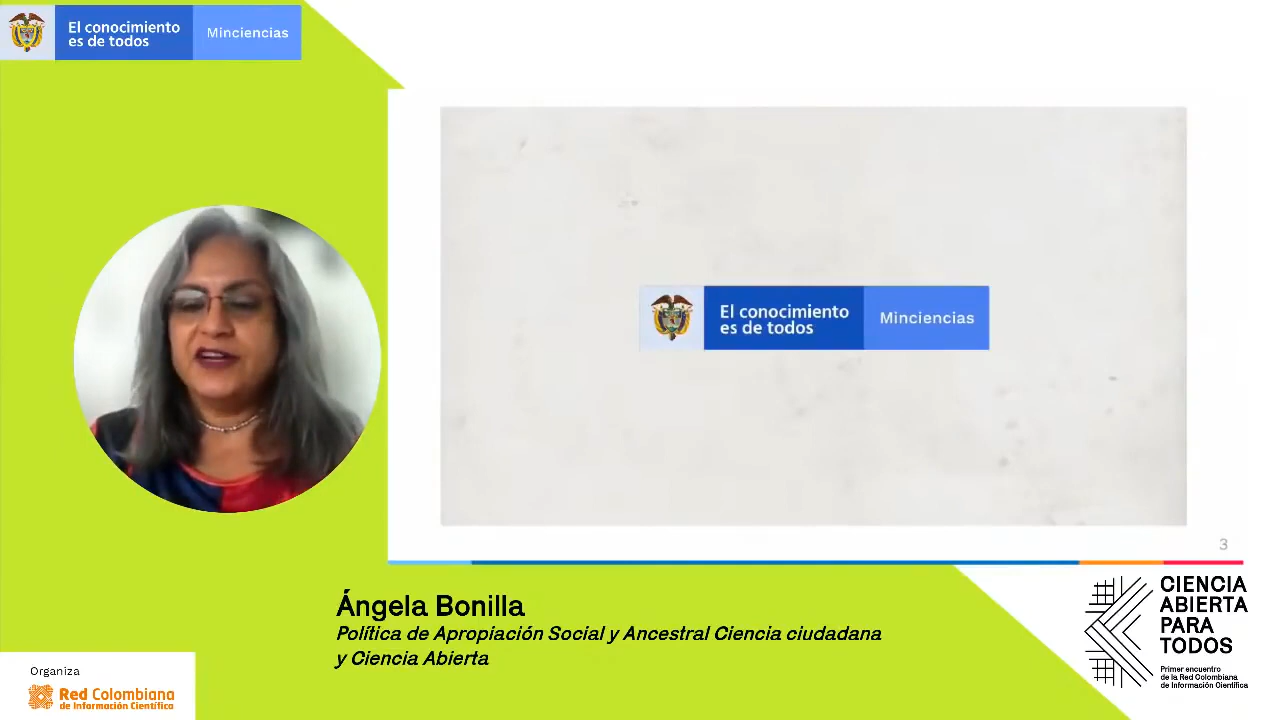 El conocimiento
es de todos
Minciencias
El conocimiento
es de todos
Minciencias
3
Ángela Bonilla
Política de Apropiación Social y Ancestral Ciencia ciudadana
y Ciencia Abierta
CIENCIA
ABIERTA
PARA
TODOS
Primer encuentro
de la Red Colombiana
de Información Científica
Organiza
Red Colombiana
de Información Científica